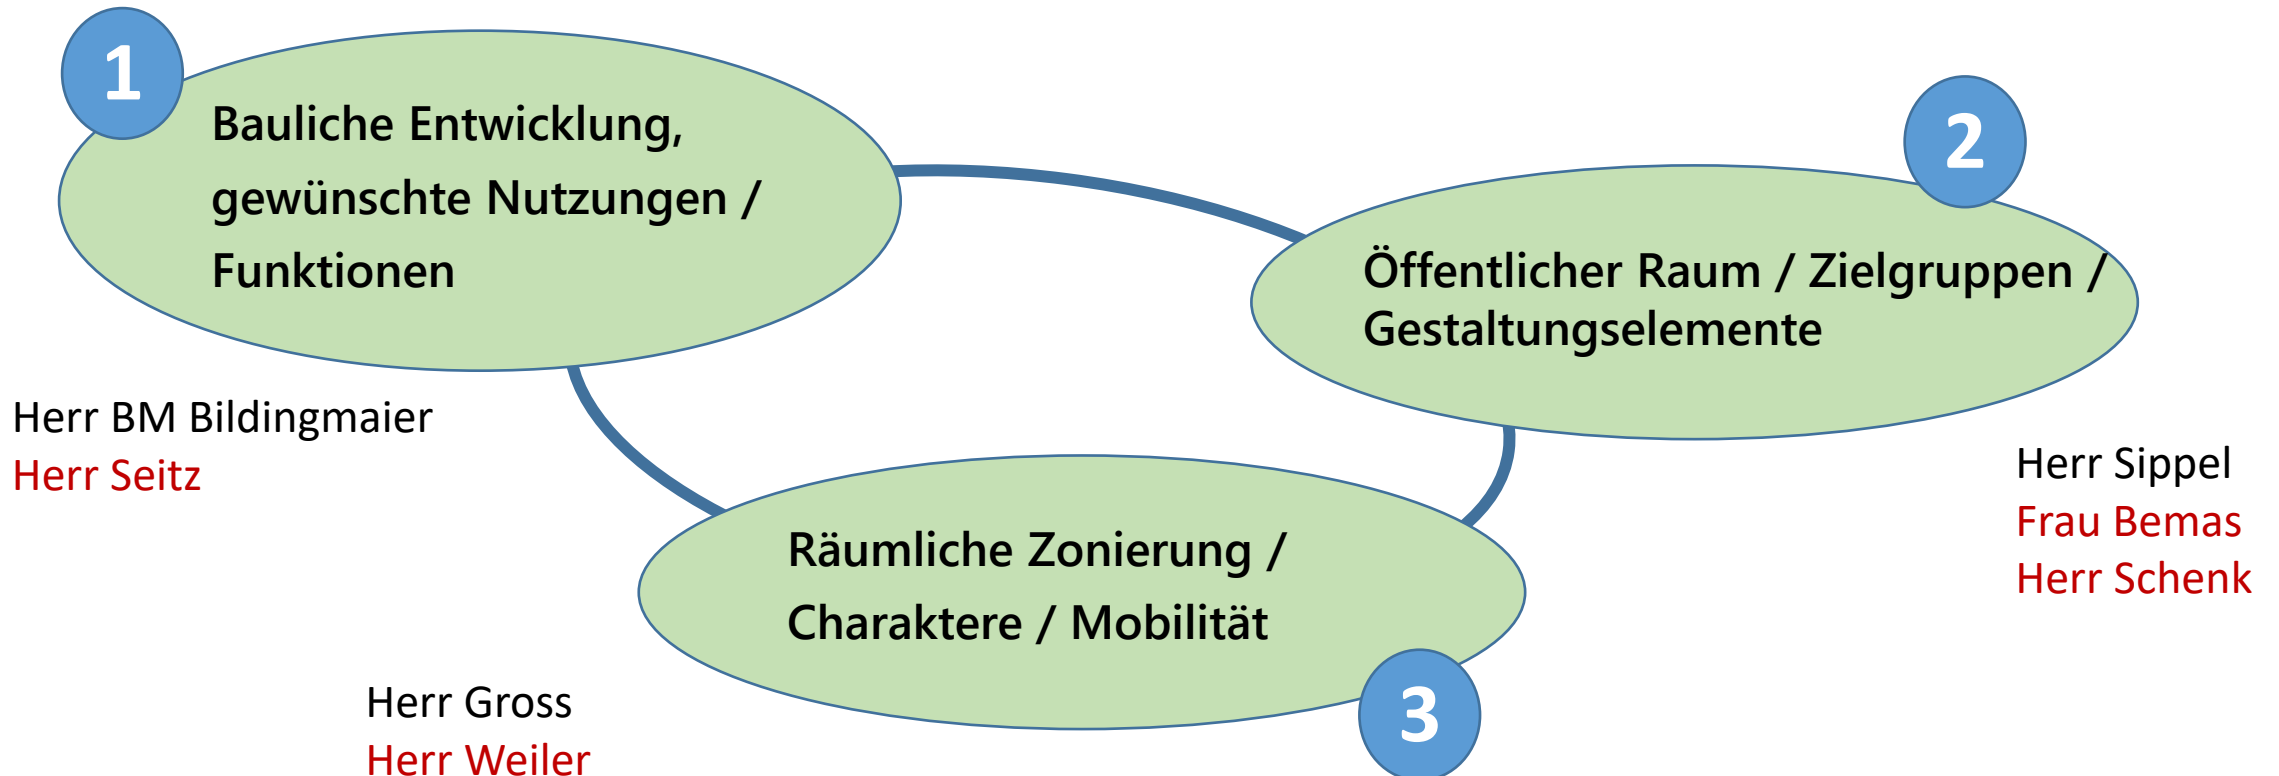 1
Bauliche Entwicklung,
gewünschte Nutzungen /
Funktionen
Herr BM Bildingmaier
Herr Seitz
2
Öffentlicher Raum / Zielgruppen /
Gestaltungselemente
Herr Sippel
Frau Bemas
Herr Schenk
Räumliche Zonierung /
Charaktere / Mobilität
3
Herr Gross
Herr Weiler